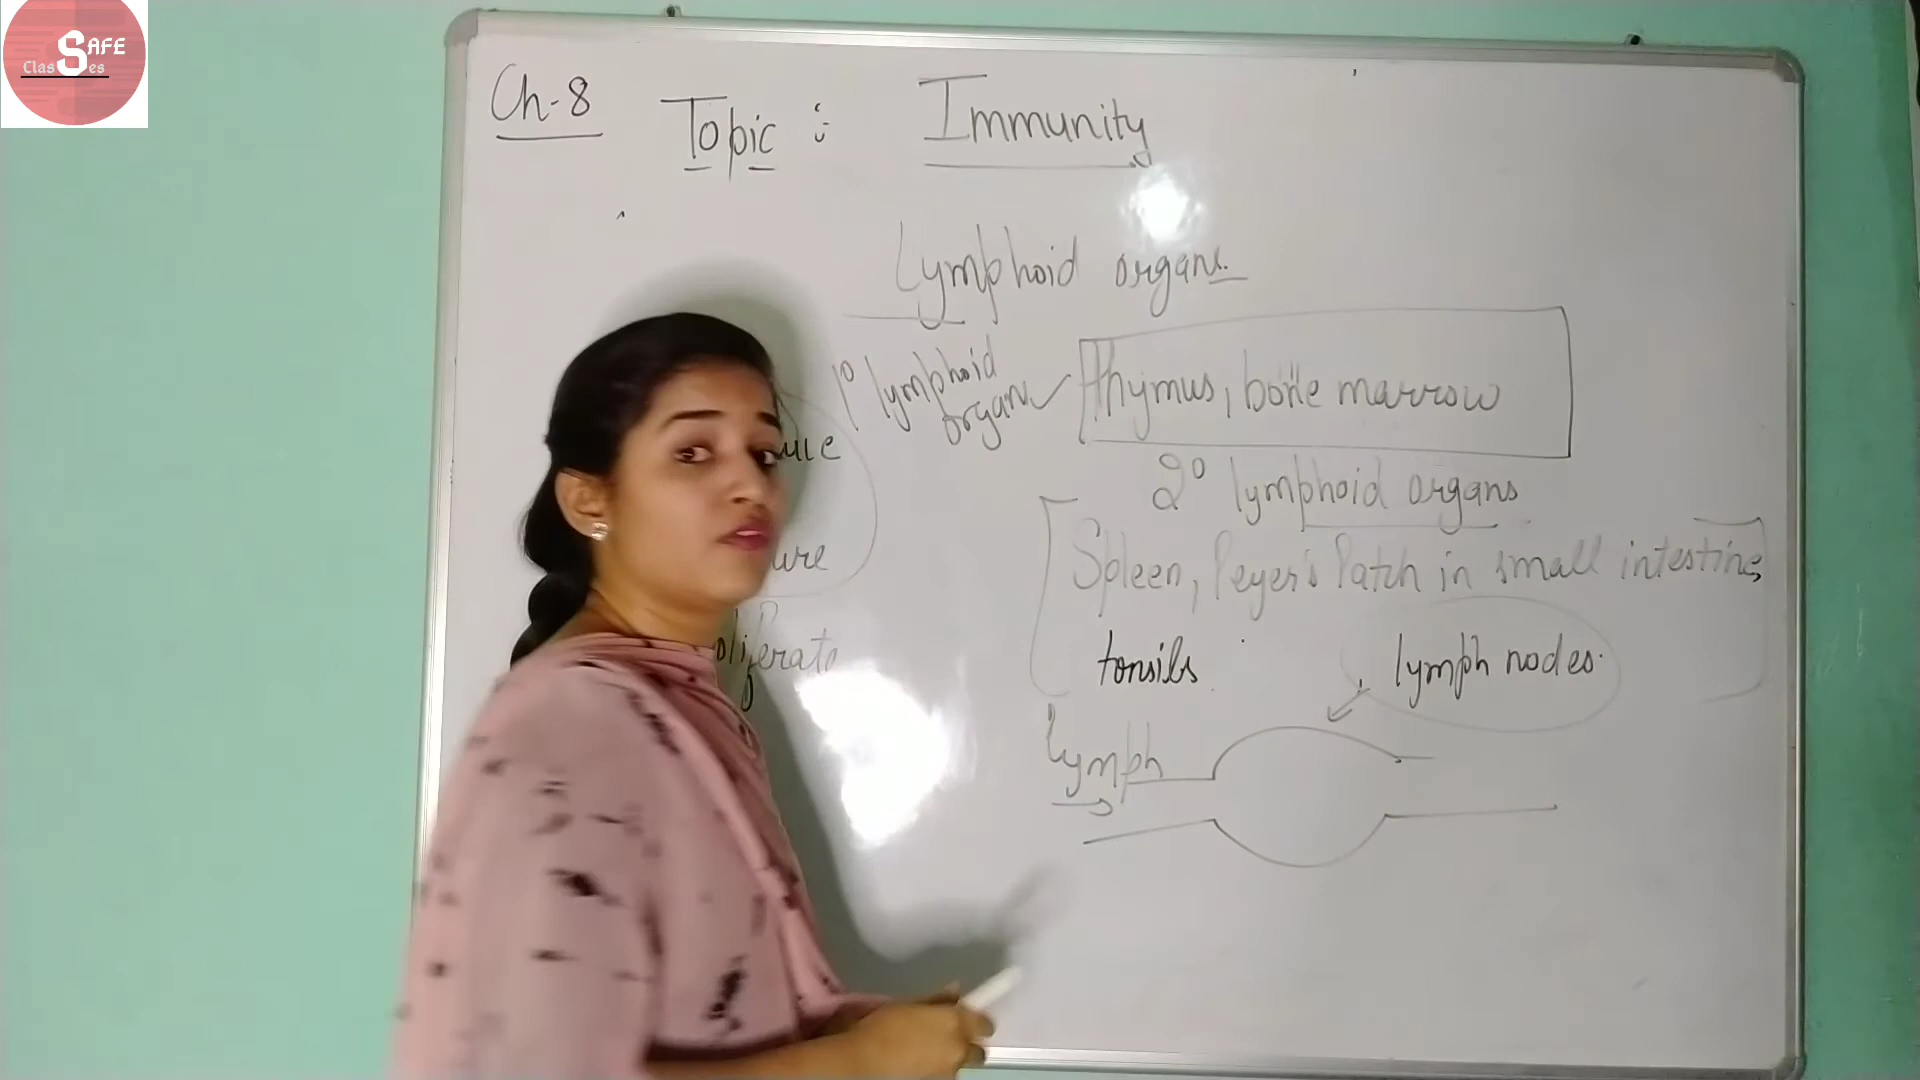 SAFE
Classes
Ch-8
Topic : Immunity
Lymphoid organs
1° lymphoid
organs
Thymus, bone marrow
2° lymphoid organs
Spleen, Peyer's Patch in small intestine,
tonsils
lymph nodes.
lymph